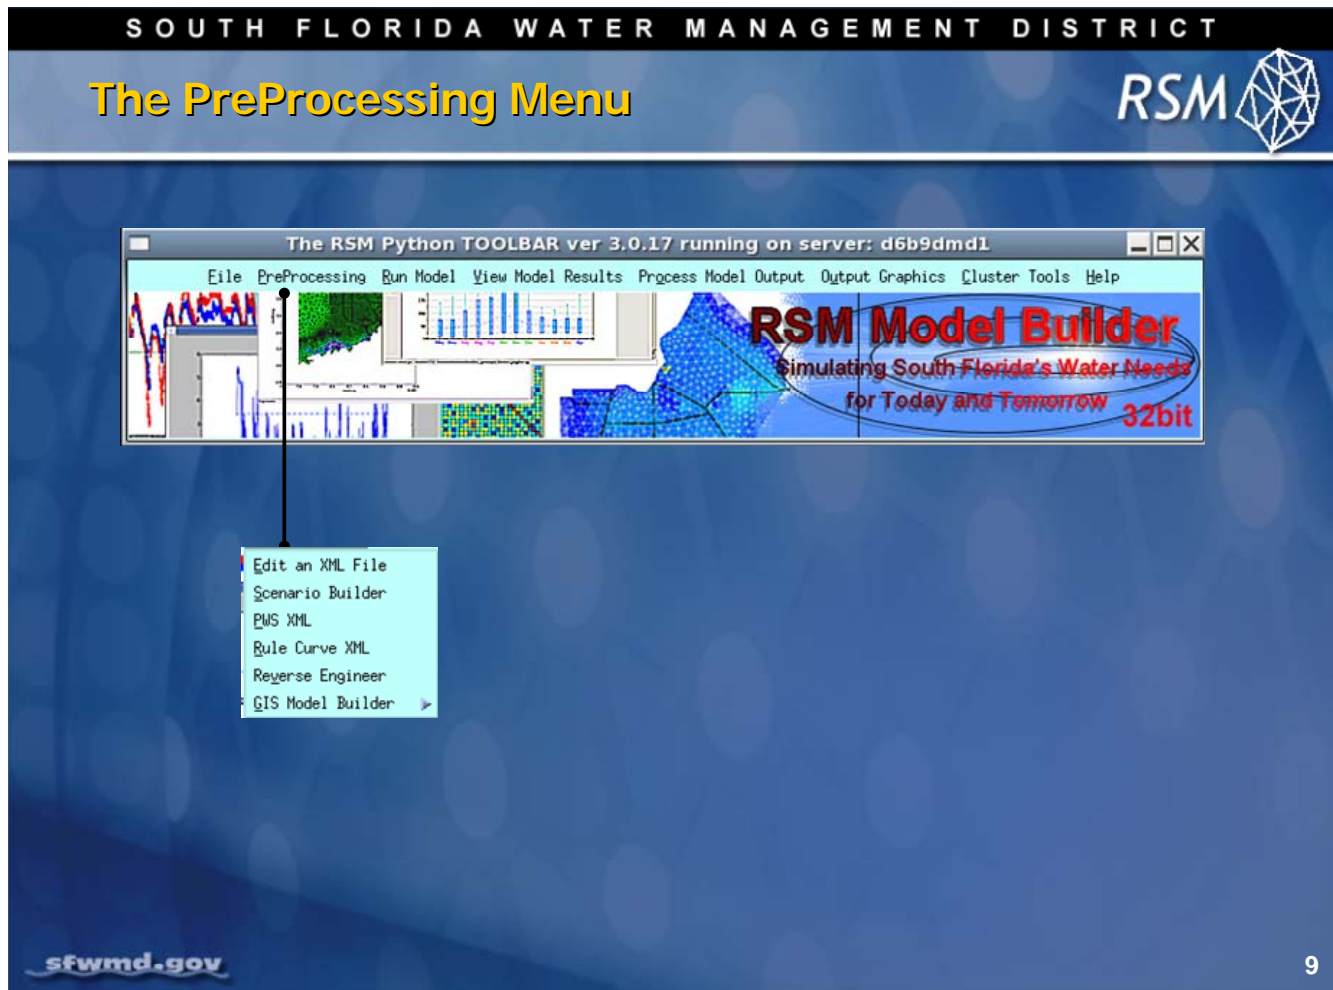 SOUTH FLORIDA WATER MANAGEMENT DISTRICT
The PreProcessing Menu
RSM
The RSM Python TOOLBAR ver 3.0.17 running on server: d6b9dmd1
File PreProcessing Run Model View Model Results Process Model Output Output Graphics Cluster Tools Help
RSM Model Builder
Simulating South Florida's Water Needs
for Today and Tomorrow
32bit
Edit an XML File
Scenario Builder
PWS XML
Rule Curve XML
Reverse Engineer
GIS Model Builder
sfwmd.gov
9